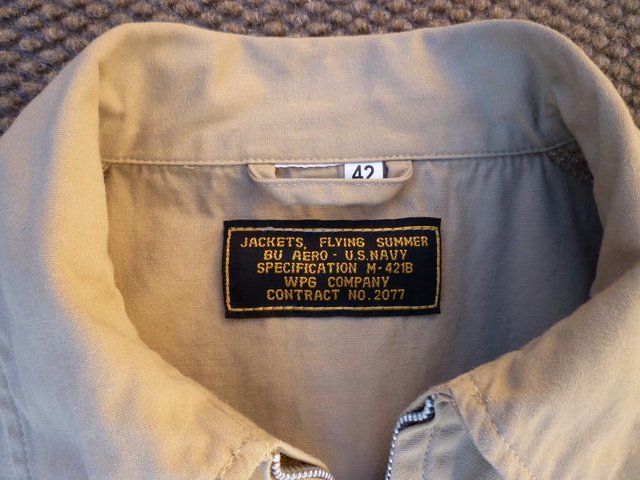 42
JACKETS, FLYING SUMMER
BU AERO - U.S. NAVY
SPECIFICATION M-421B
WPG COMPANY
CONTRACT NO. 2077